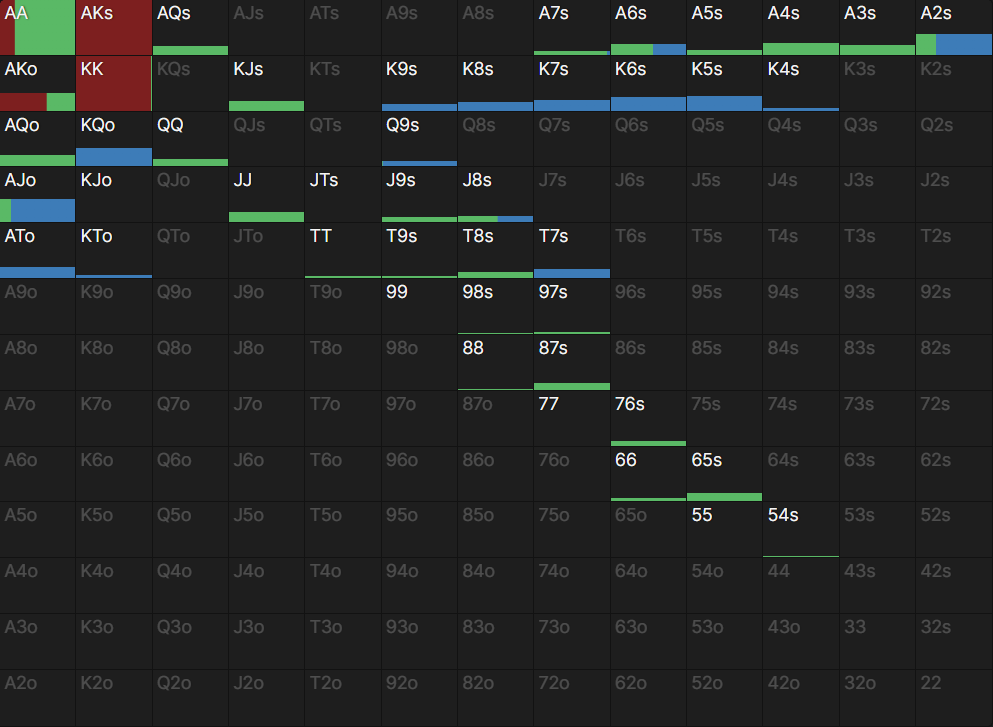 AA AKs AQs AJs ATs A9s A8s A7s A6s A5s A4s A3s A2s
AKo KK KQs KJs KTs K9s K8s K7s K6s K5s K4s K3s K2s
AQo KQo QQ QJs QTs Q9s Q8s Q7s Q6s Q5s Q4s Q3s Q2s
AJo KJo QJo JJ JTs J9s J8s J7s J6s J5s J4s J3s J2s
ATo KTo QTo JTo TT T9s T8s T7s T6s T5s T4s T3s T2s
A9o K9o Q9o J9o T9o 99 98s 97s 96s 95s 94s 93s 92s
A8o K8o Q8o J8o T8o 98o 88 87s 86s 85s 84s 83s 82s
A7o K7o Q7o J7o T7o 97o 87o 77 76s 75s 74s 73s 72s
A6o K6o Q6o J6o T6o 96o 86o 76o 66 65s 64s 63s 62s
A5o K5o Q5o J5o T5o 95o 85o 75o 65o 55 54s 53s 52s
A4o K4o Q4o J4o T4o 94o 84o 74o 64o 54o 44 43s 42s
A3o K3o Q3o J3o T3o 93o 83o 73o 63o 53o 43o 33 32s
A2o K2o Q2o J2o T2o 92o 82o 72o 62o 52o 42o 32o 22